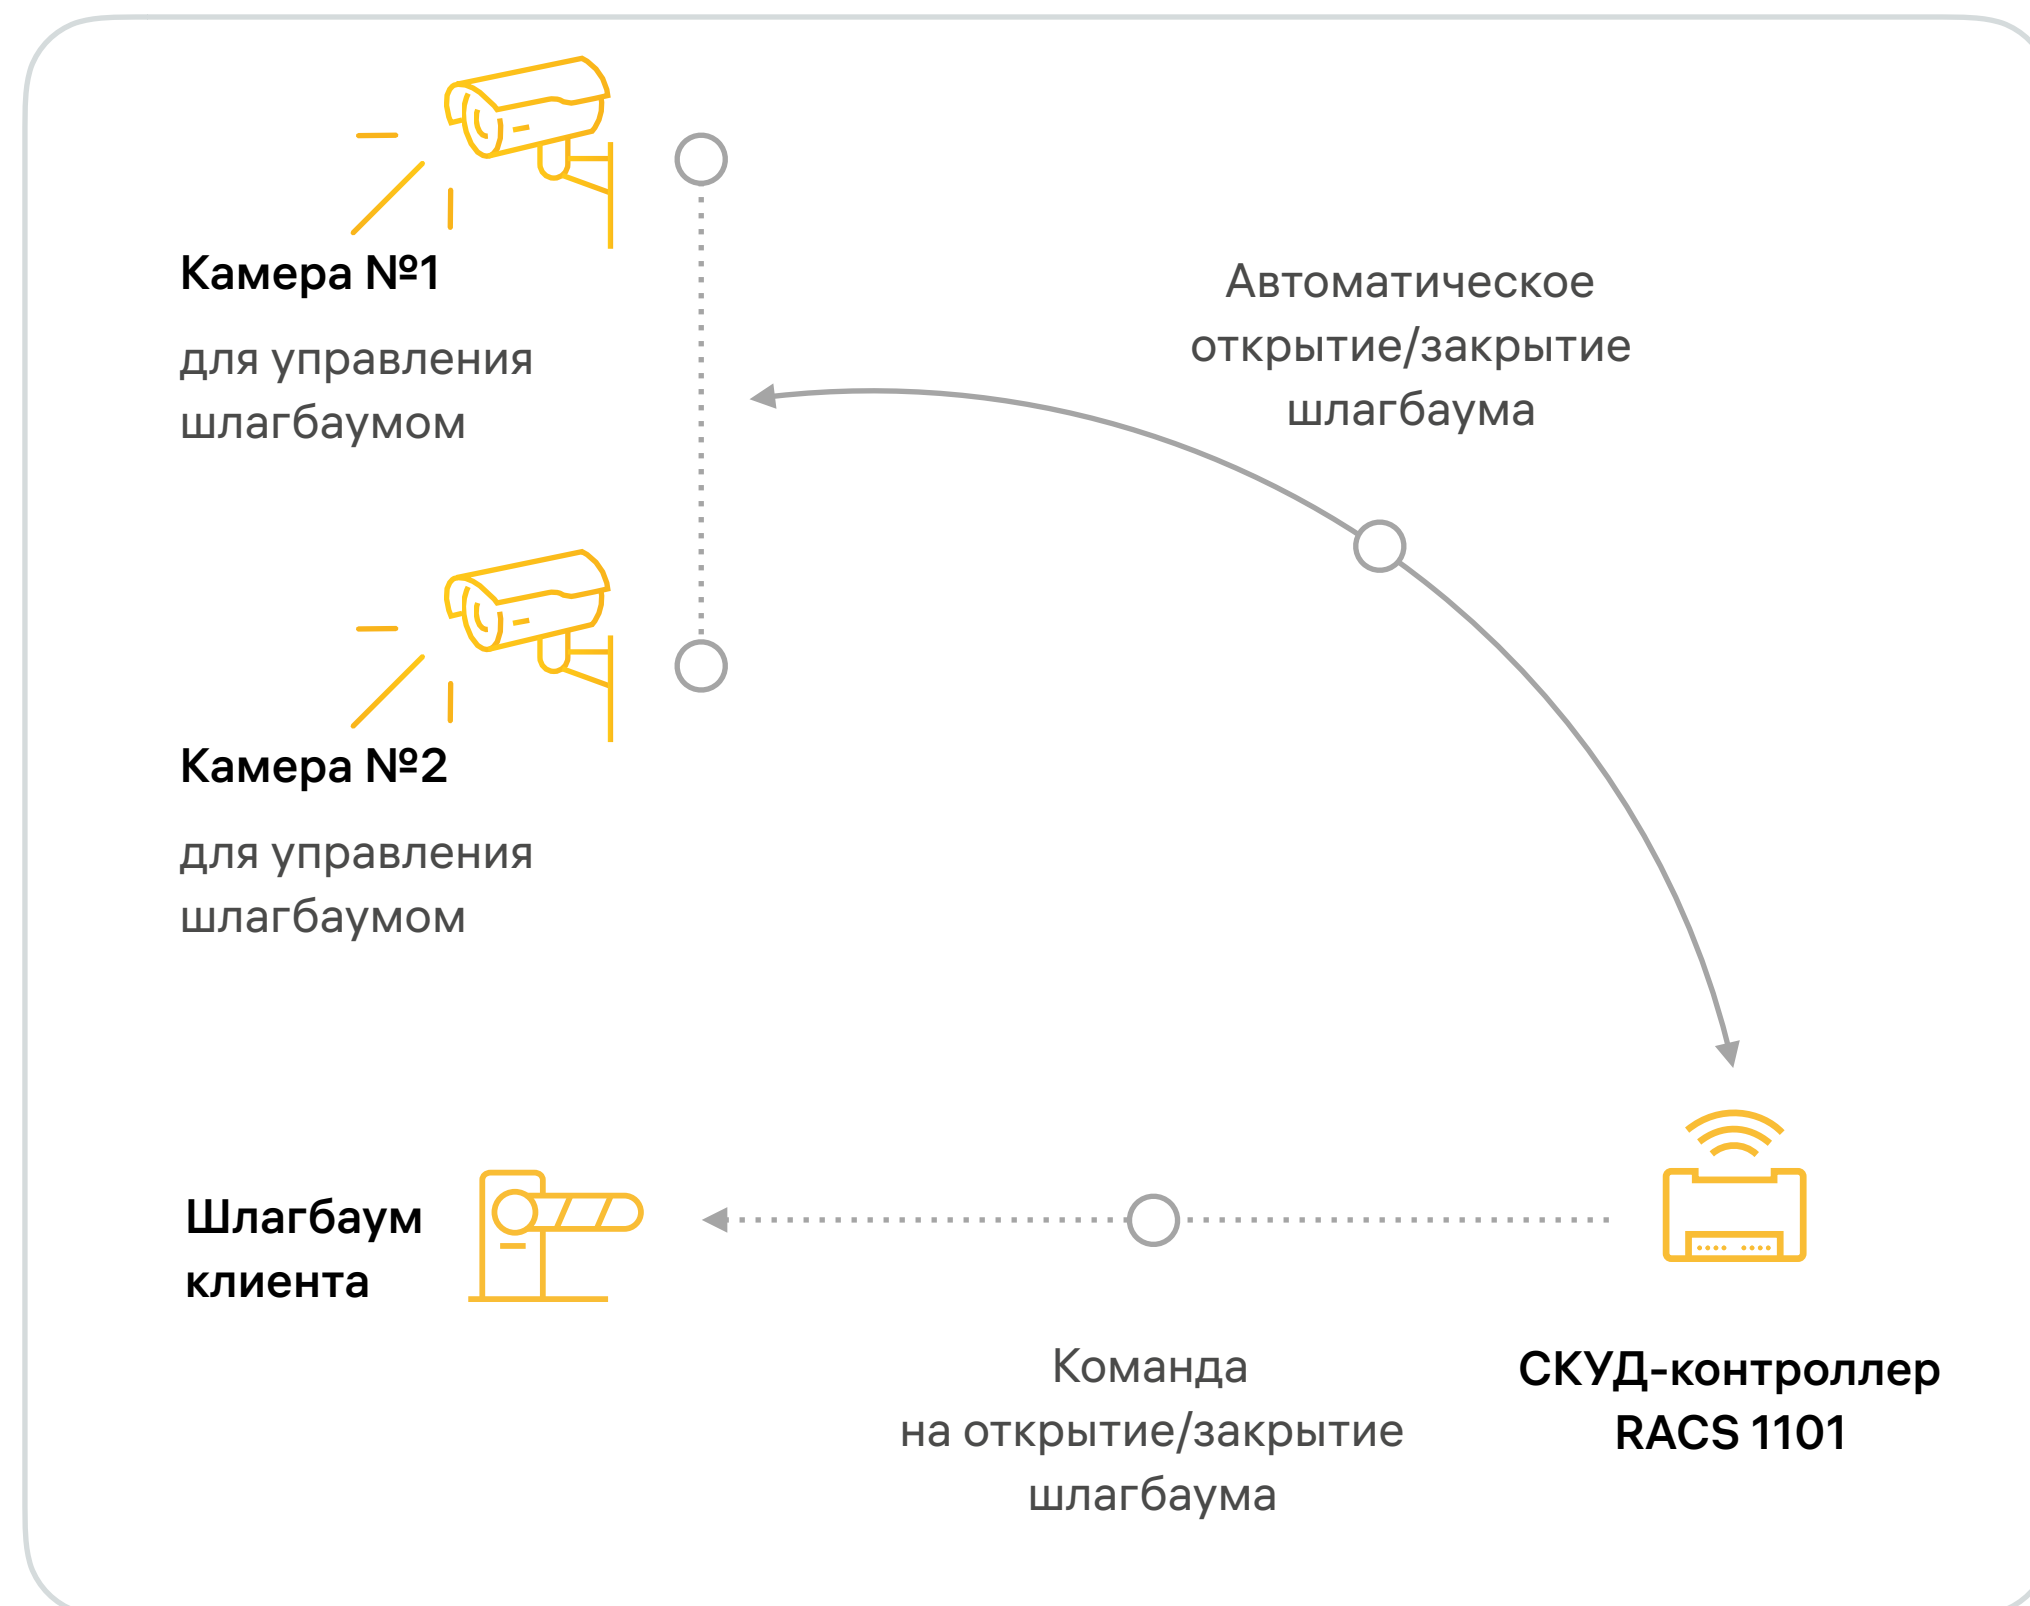 Камера №1
для управления
шлагбаумом
Автоматическое
открытие/закрытие
шлагбаума
Камера №2
для управления
шлагбаумом
Шлагбаум
клиента
Команда
на открытие/закрытие
шлагбаума
СКУД-контроллер
RACS 1101